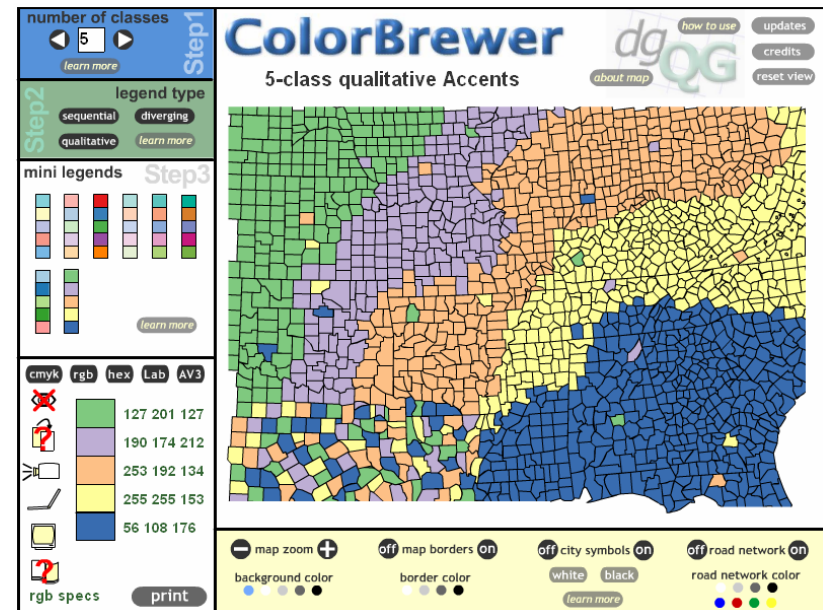 number of classes
5
learn more
Step1
Step2
legend type
sequential
diverging
qualitative
learn more
mini legends
Step3
learn more
cmyk rgb hex Lab AV3
127 201 127
190 174 212
253 192 134
255 255 153
56 108 176
?
?
rgb specs
print
ColorBrewer
5-class qualitative Accents
dg
QG
how to use
about map
updates
credits
reset view
map zoom
off map borders on
off city symbols on
off road network on
background color
border color
white black
learn more
road network color